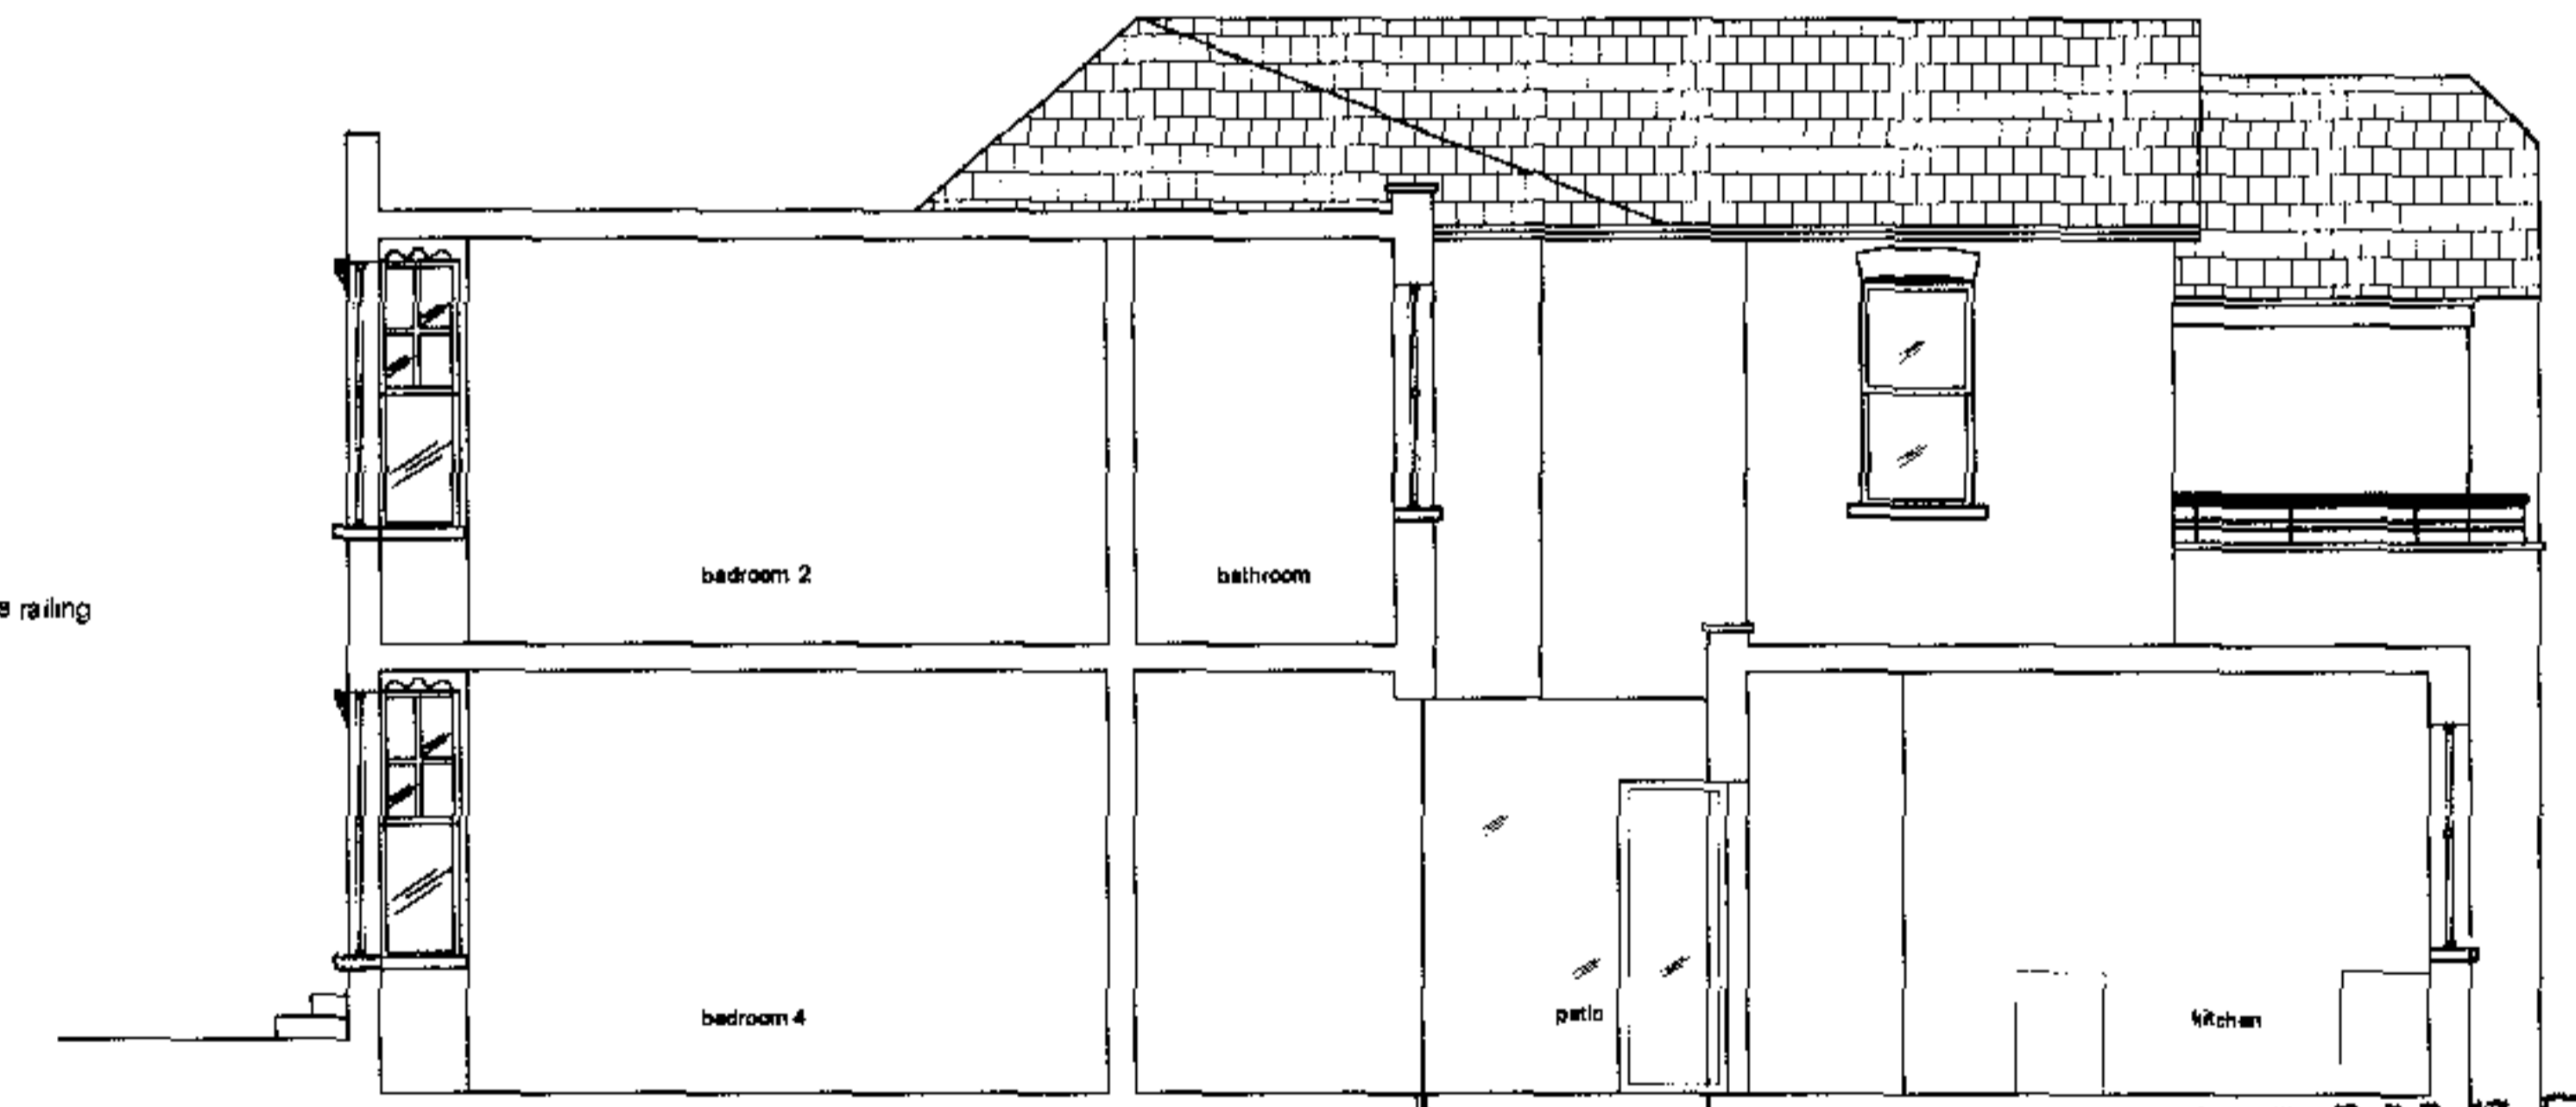 bedroom 2
bathroom
e railing
bedroom 4
patio
kitchen